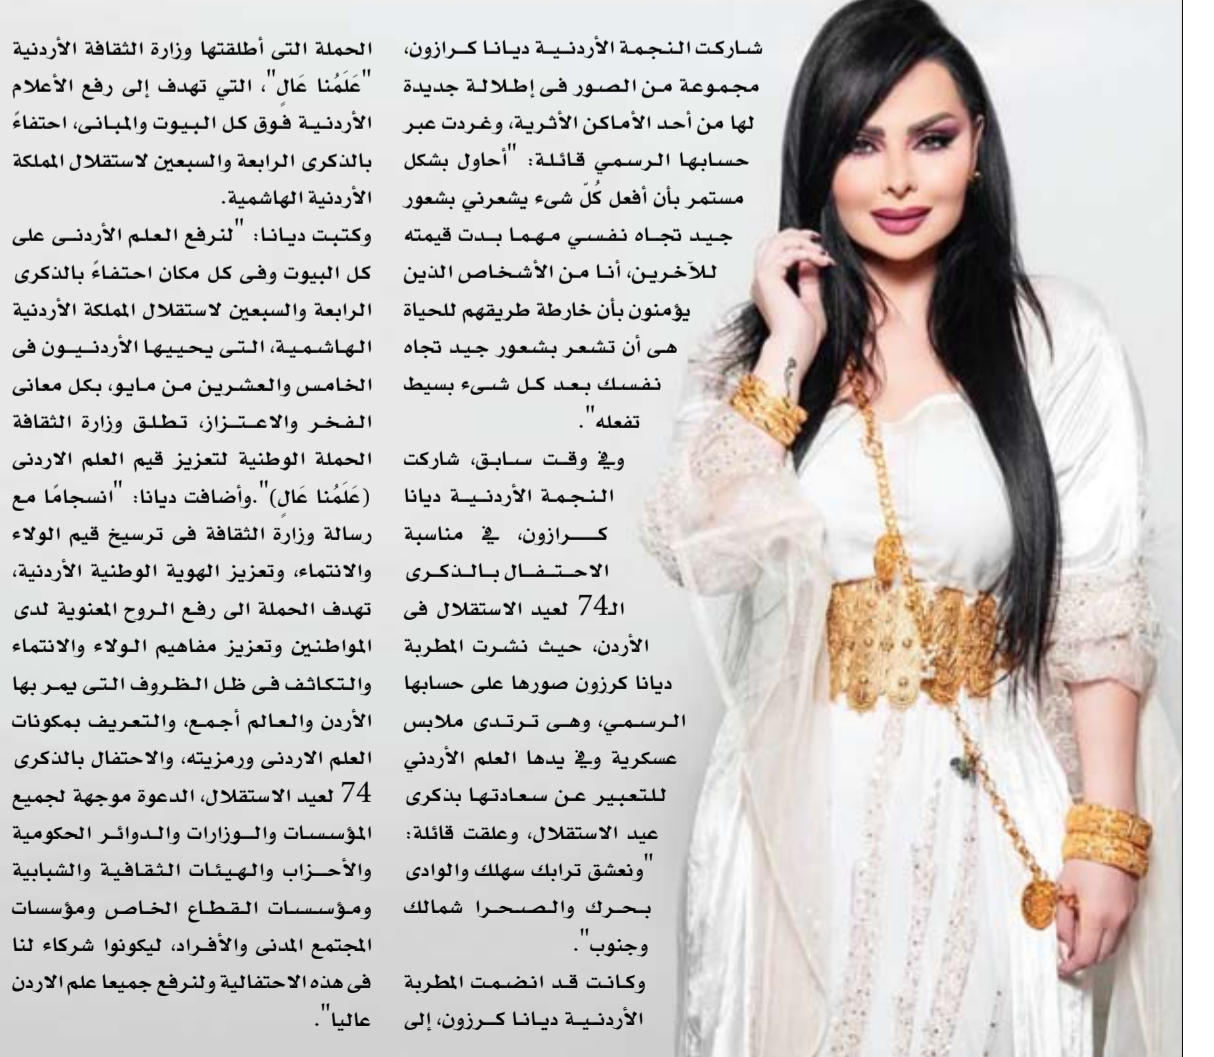 شاركت النجمة الأردنية ديانا كرازون،
مجموعة من الصور فى إطلالة جديدة
لها من أحد الأماكن الأثرية، وغردت عبر
حسابها الرسمي قائلة: "أحاول بشكل
مستمر بأن أفعل كُلّ شىء يشعرني بشعور
جيد تجاه نفسي مهما بدت قيمته
للآخرين، أنا من الأشخاص الذين
يؤمنون بأن خارطة طريقهم للحياة
هى أن تشعر بشعور جيد تجاه
نفسك بعد كل شىء بسيط
تفعله".
وفي وقت سابق، شاركت
النجمة الأردنية ديانا
كرازون، في مناسبة
الاحتفال بالذكرى
الـ74 لعيد الاستقلال فى
الأردن، حيث نشرت المطربة
ديانا كرزون صورها على حسابها
الرسمي، وهى ترتدى ملابس
عسكرية وفي يدها العلم الأردني
للتعبير عن سعادتها بذكرى
عيد الاستقلال، وعلقت قائلة:
"ونعشق ترابك سهلك والوادى
بحرك والصحرا شمالك
وجنوب".
وكانت قد انضمت المطربة
الأردنية ديانا كرزون، إلى
الحملة التى أطلقتها وزارة الثقافة الأردنية
"عَلَمُنا عَالٍ"، التي تهدف إلى رفع الأعلام
الأردنية فوق كل البيوت والمبانى، احتفاءً
بالذكرى الرابعة والسبعين لاستقلال المملكة
الأردنية الهاشمية.
وكتبت ديانا: "لنرفع العلم الأردنى على
كل البيوت وفى كل مكان احتفاءً بالذكرى
الرابعة والسبعين لاستقلال المملكة الأردنية
الهاشمية، التى يحييها الأردنيون فى
الخامس والعشرين من مايو، بكل معانى
الفخر والاعتزاز، تطلق وزارة الثقافة
الحملة الوطنية لتعزيز قيم العلم الاردنى
(عَلَمُنا عَالٍ)".وأضافت ديانا: "انسجامًا مع
رسالة وزارة الثقافة فى ترسيخ قيم الولاء
والانتماء، وتعزيز الهوية الوطنية الأردنية،
تهدف الحملة الى رفع الروح المعنوية لدى
المواطنين وتعزيز مفاهيم الولاء والانتماء
والتكاثف فى ظل الظروف التى يمر بها
الأردن والعالم أجمع، والتعريف بمكونات
العلم الاردنى ورمزيته، والاحتفال بالذكرى
74 لعيد الاستقلال، الدعوة موجهة لجميع
المؤسسات والوزارات والدوائر الحكومية
والأحزاب والهيئات الثقافية والشبابية
ومؤسسات القطاع الخاص ومؤسسات
المجتمع المدنى والأفراد، ليكونوا شركاء لنا
فى هذه الاحتفالية ولنرفع جميعا علم الاردن
عاليا".